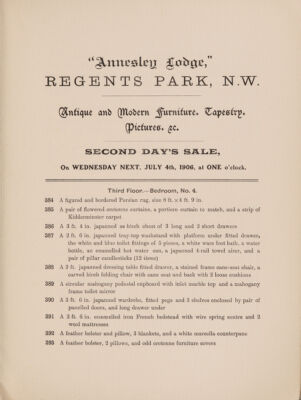 "Annesley Lodge,"
REGENTS PARK, N.W.
Antique and Modern Furniture. Tapestry.
Pictures. &c.
SECOND DAY'S SALE,
On WEDNESDAY NEXT, JULY 4th, 1906, at ONE o'clock.
Third Floor.—Bedroom, No. 4.
384 A figured and bordered Persian rug, size 8 ft. x 4 ft. 9 in.
385 A pair of flowered cretonne curtains, a portiere curtain to match, and a strip of
Kidderminster carpet
386 A 3 ft. 4 in. japanned as birch chest of 3 long and 2 short drawers
387 A 3 ft. 6 in. japanned tray-top washstand with platform under fitted drawer,
the white and blue toilet fittings of 5 pieces, a white ware foot bath, a water
bottle, an enamelled hot water can, a japanned 6-rail towel airer, and a
pair of pillar candlesticks (12 items)
388 A 3 ft. japanned dressing table fitted drawer, a stained frame cane-seat chair, a
carved birch folding chair with cane seat and back with 2 loose cushions
389 A circular mahogany pedestal emphased with inlet marble top and a mahogany
frame toilet mirror
390 A 3 ft. 6 in. japanned wardrobe, fitted pegs and 3 shelves enclosed by pair of
panelled doors, and long drawer under
391 A 3 ft. 6 in. enamelled iron French bedstead with wire spring centre and 2
wool mattresses
392 A feather bolster and pillow, 3 blankets, and a white marcella counterpane
393 A feather bolster, 2 pillows, and odd cretonne furniture covers